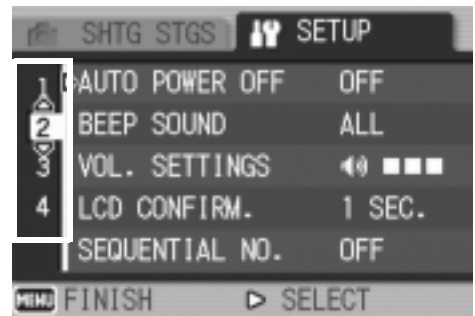 SHTG STGS SETUP
1 AUTO POWER OFF OFF
2 BEEP SOUND ALL
3 VOL. SETTINGS
4 LCD CONFIRM. 1 SEC.
SEQUENTIAL NO. OFF
MENU FINISH SELECT